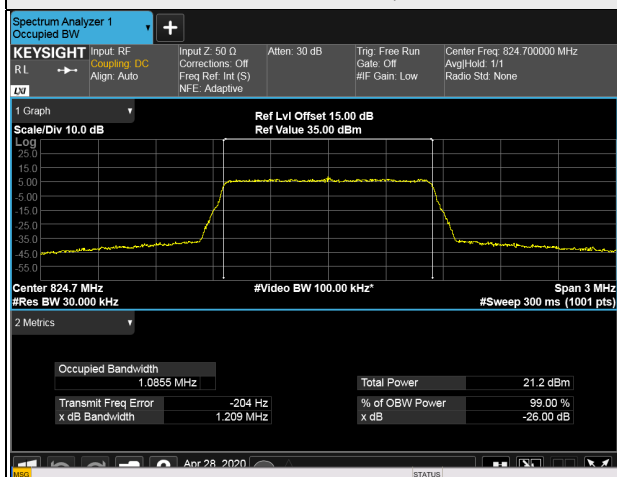 Spectrum Analyzer 1
Occupied BW
KEYSIGHT Input: RF Input Z: 50 Ω Atten: 30 dB Trig: Free Run Center Freq: 824.700000 MHz
RL Coupling: DC Corrections: Off Gate: Off Avg|Hold: 1/1
Align: Auto Freq Ref: Int (S) #IF Gain: Low Radio Std: None
LXI NFE: Adaptive
1 Graph Ref Lvl Offset 15.00 dB
Scale/Div 10.0 dB Ref Value 35.00 dBm
Log
25.0
15.0
5.00
-5.00
-15.0
-25.0
-35.0
-45.0
-55.0
Center 824.7 MHz #Video BW 100.00 kHz* Span 3 MHz
#Res BW 30.000 kHz #Sweep 300 ms (1001 pts)
2 Metrics
Occupied Bandwidth
1.0855 MHz Total Power 21.2 dBm
Transmit Freq Error -204 Hz % of OBW Power 99.00 %
x dB Bandwidth 1.209 MHz x dB -26.00 dB
Apr 28, 2020
MSG STATUS